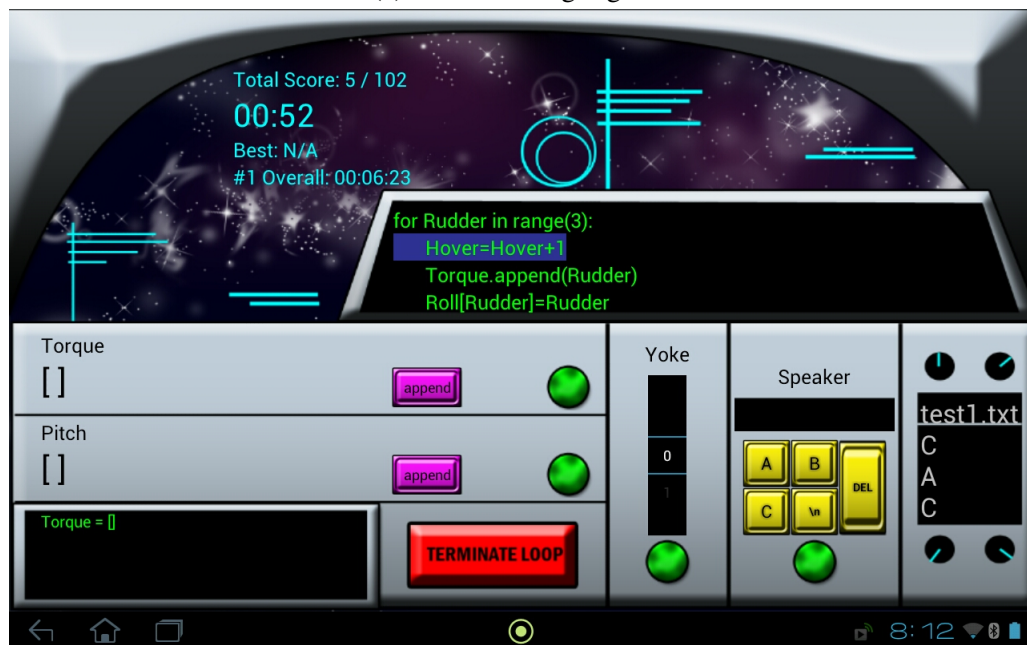 Total Score: 5 / 102
00:52
Best: N/A
#1 Overall: 00:06:23
for Rudder in range(3):
Hover=Hover+1
Torque.append(Rudder)
Roll[Rudder]=Rudder
Torque
[ ]
append
Pitch
[ ]
append
Torque = []
TERMINATE LOOP
Yoke
0
1
Speaker
A
B
DEL
C
\n
test1.txt
C
A
C
8:12